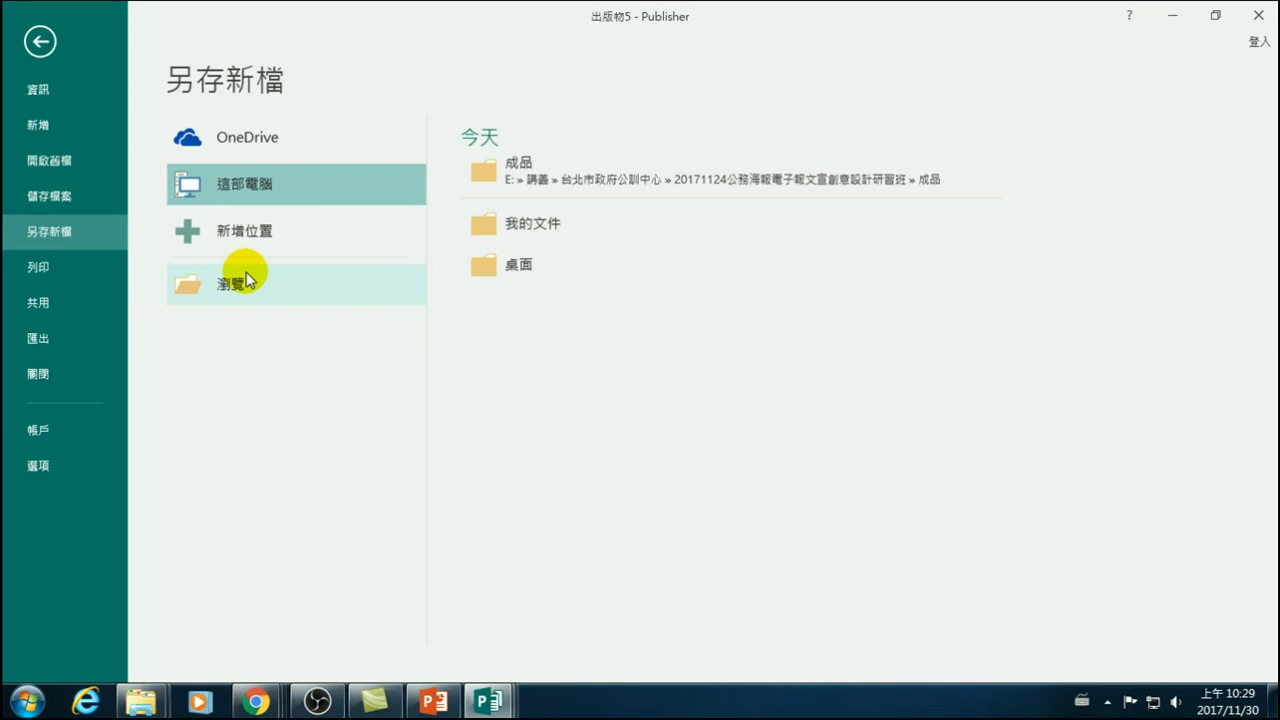 出版物5 - Publisher
?
登入
資訊
新增
開啟舊檔
儲存檔案
另存新檔
列印
共用
匯出
關閉
帳戶
選項
另存新檔
OneDrive
這部電腦
新增位置
瀏覽
今天
成品
E: » 講義 » 台北市政府公訓中心 » 20171124公務海報電子報文宣創意設計研習班 » 成品
我的文件
桌面
上午 10:29
2017/11/30